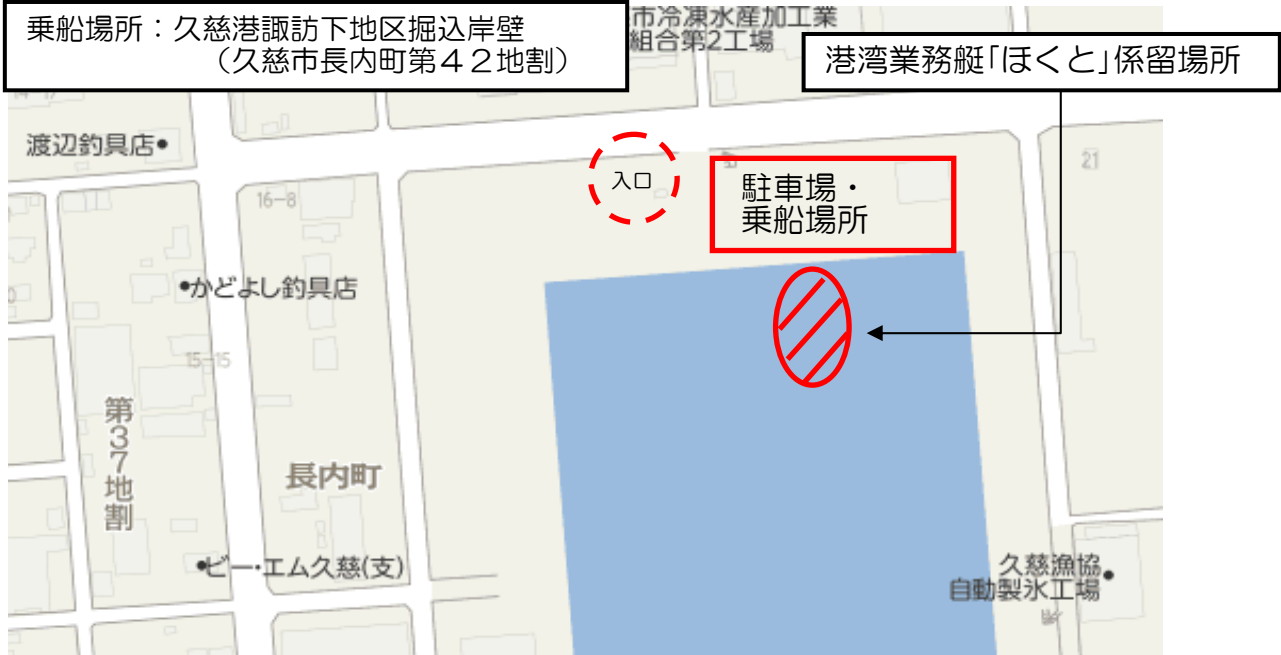 乗船場所：久慈港諏訪下地区掘込岸壁
（久慈市長内町第４２地割）
市冷凍水産加工業
組合第2工場
港湾業務艇｢ほくと｣係留場所
渡辺釣具店
入口
駐車場・
乗船場所
21
16-8
かどよし釣具店
15-15
第37地割
長内町
ビー・エム久慈(支)
久慈漁協
自動製氷工場